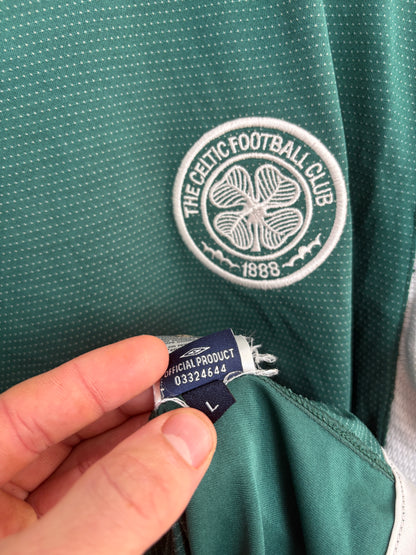 THE CELTIC FOOTBALL CLUB
1888
OFFICIAL PRODUCT
03324644
L